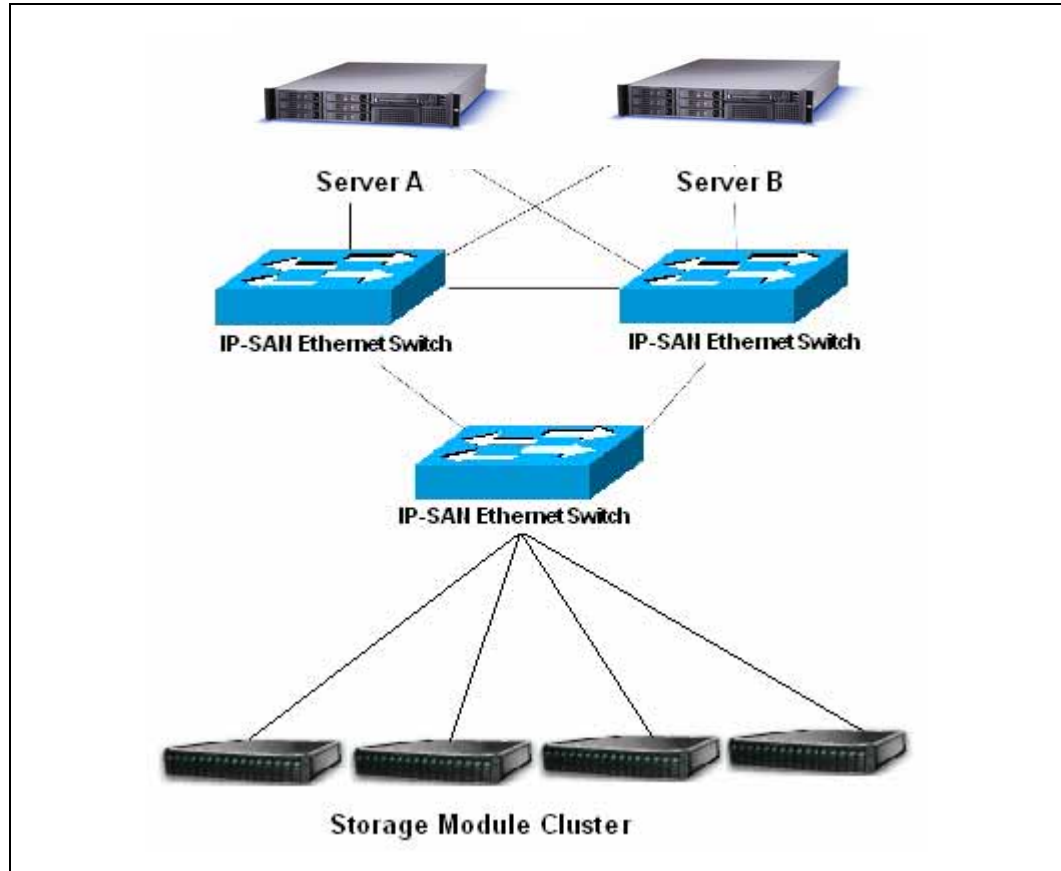 Server A
Server B
IP-SAN Ethernet Switch
IP-SAN Ethernet Switch
IP-SAN Ethernet Switch
Storage Module Cluster